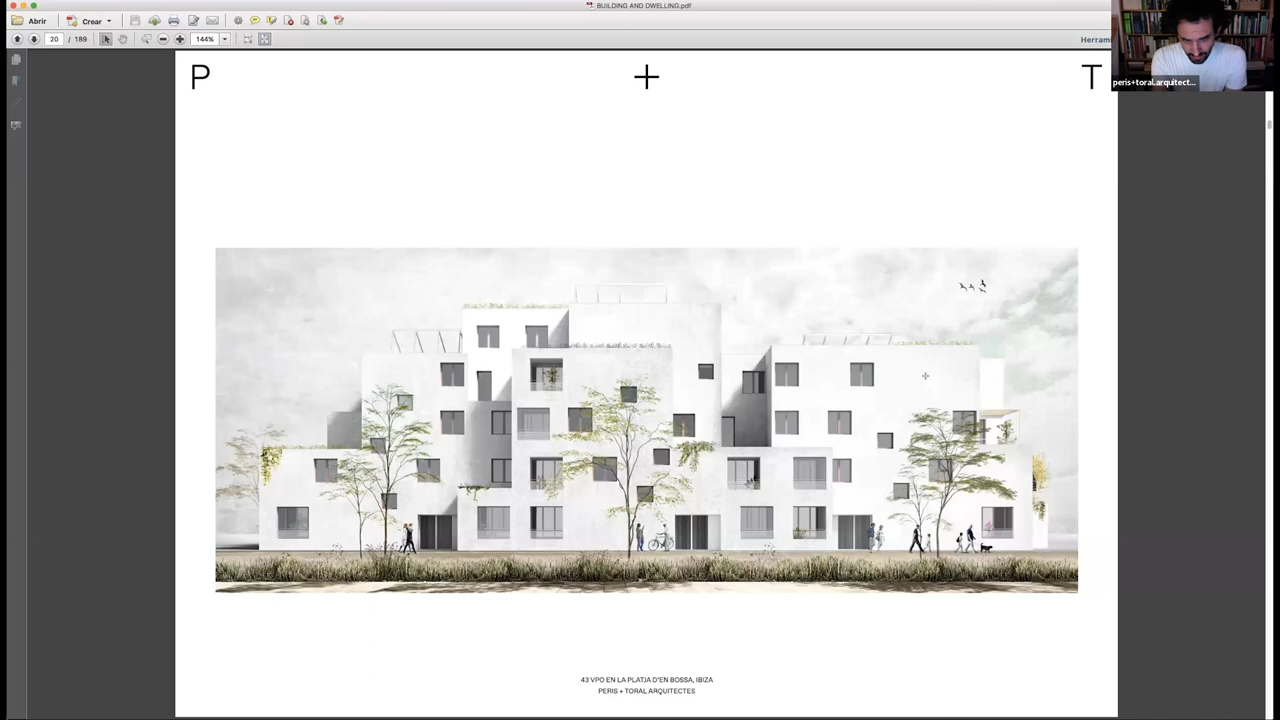 BUILDING AND DWELLING.pdf
Abrir
Crear
20 / 189
144%
Herrami
peris+toral.arquitect...
P + T
43 VPO EN LA PLATJA D'EN BOSSA, IBIZA
PERIS + TORAL ARQUITECTES